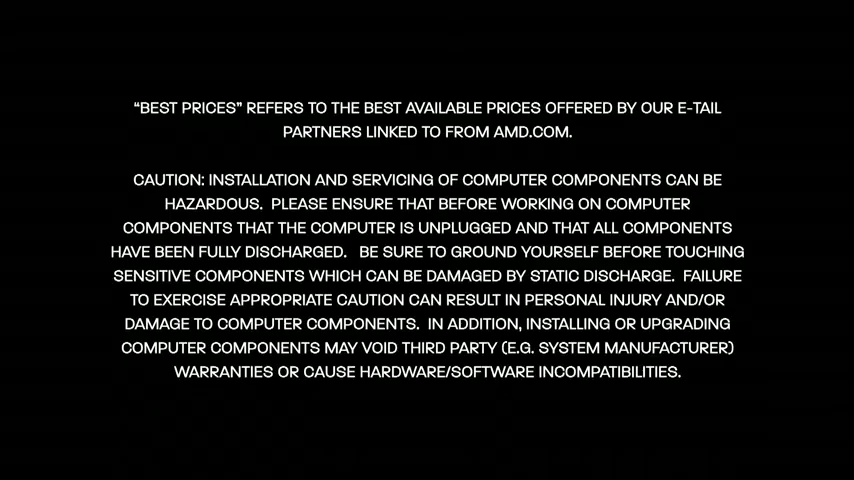 “BEST PRICES” REFERS TO THE BEST AVAILABLE PRICES OFFERED BY OUR E-TAIL
PARTNERS LINKED TO FROM AMD.COM.
CAUTION: INSTALLATION AND SERVICING OF COMPUTER COMPONENTS CAN BE
HAZARDOUS.  PLEASE ENSURE THAT BEFORE WORKING ON COMPUTER
COMPONENTS THAT THE COMPUTER IS UNPLUGGED AND THAT ALL COMPONENTS
HAVE BEEN FULLY DISCHARGED.   BE SURE TO GROUND YOURSELF BEFORE TOUCHING
SENSITIVE COMPONENTS WHICH CAN BE DAMAGED BY STATIC DISCHARGE.  FAILURE
TO EXERCISE APPROPRIATE CAUTION CAN RESULT IN PERSONAL INJURY AND/OR
DAMAGE TO COMPUTER COMPONENTS.  IN ADDITION, INSTALLING OR UPGRADING
COMPUTER COMPONENTS MAY VOID THIRD PARTY (E.G. SYSTEM MANUFACTURER)
WARRANTIES OR CAUSE HARDWARE/SOFTWARE INCOMPATIBILITIES.